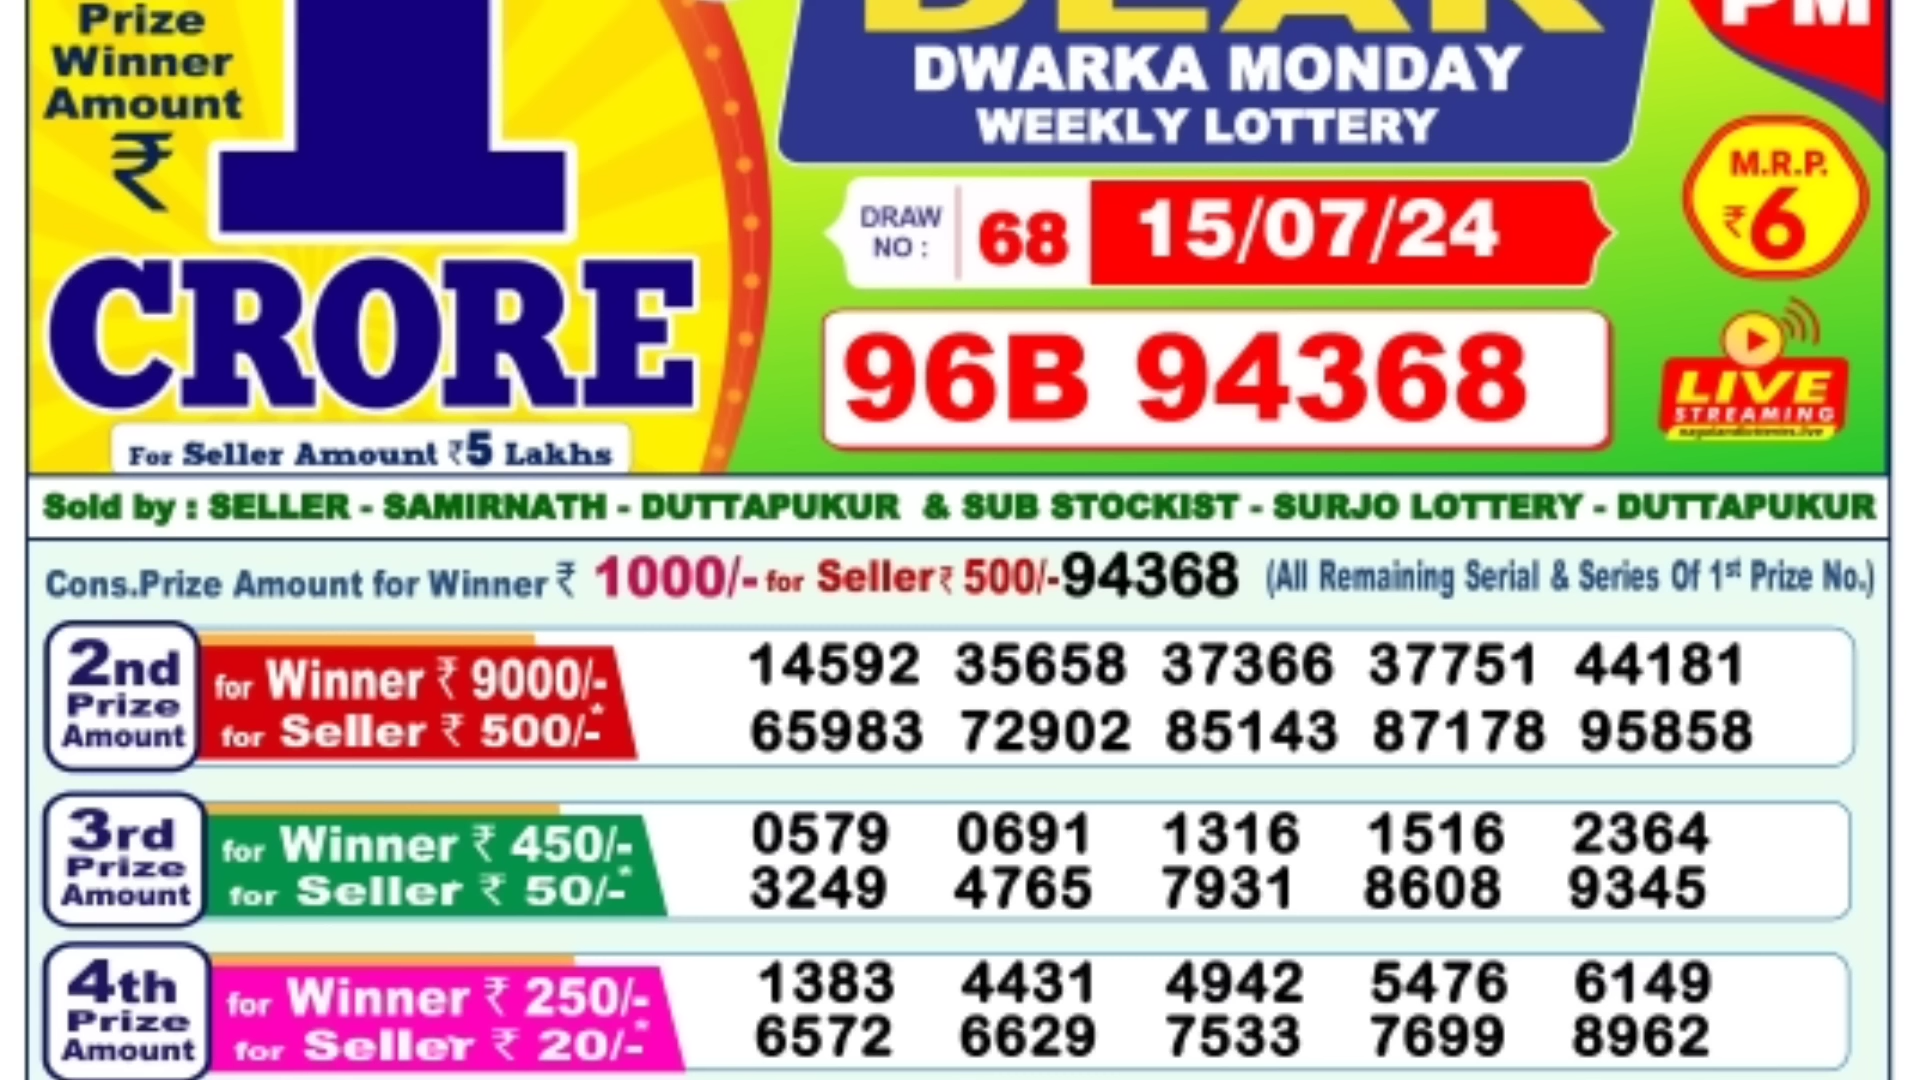 Prize
Winner
Amount
₹
1
CRORE
For Seller Amount ₹5 Lakhs
DEAR
DWARKA MONDAY
WEEKLY LOTTERY
PM
DRAW NO : 68 15/07/24
M.R.P.
₹6
96B 94368
LIVE
STREAMING
Sold by : SELLER - SAMIRNATH - DUTTAPUKUR & SUB STOCKIST - SURJO LOTTERY - DUTTAPUKUR
Cons.Prize Amount for Winner ₹ 1000/- for Seller ₹ 500/- 94368 (All Remaining Serial & Series Of 1st Prize No.)
2nd
Prize
Amount
for Winner ₹ 9000/-
for Seller ₹ 500/-*
14592 35658 37366 37751 44181
65983 72902 85143 87178 95858
3rd
Prize
Amount
for Winner ₹ 450/-
for Seller ₹ 50/-*
0579 0691 1316 1516 2364
3249 4765 7931 8608 9345
4th
Prize
Amount
for Winner ₹ 250/-
for Seller ₹ 20/-*
1383 4431 4942 5476 6149
6572 6629 7533 7699 8962